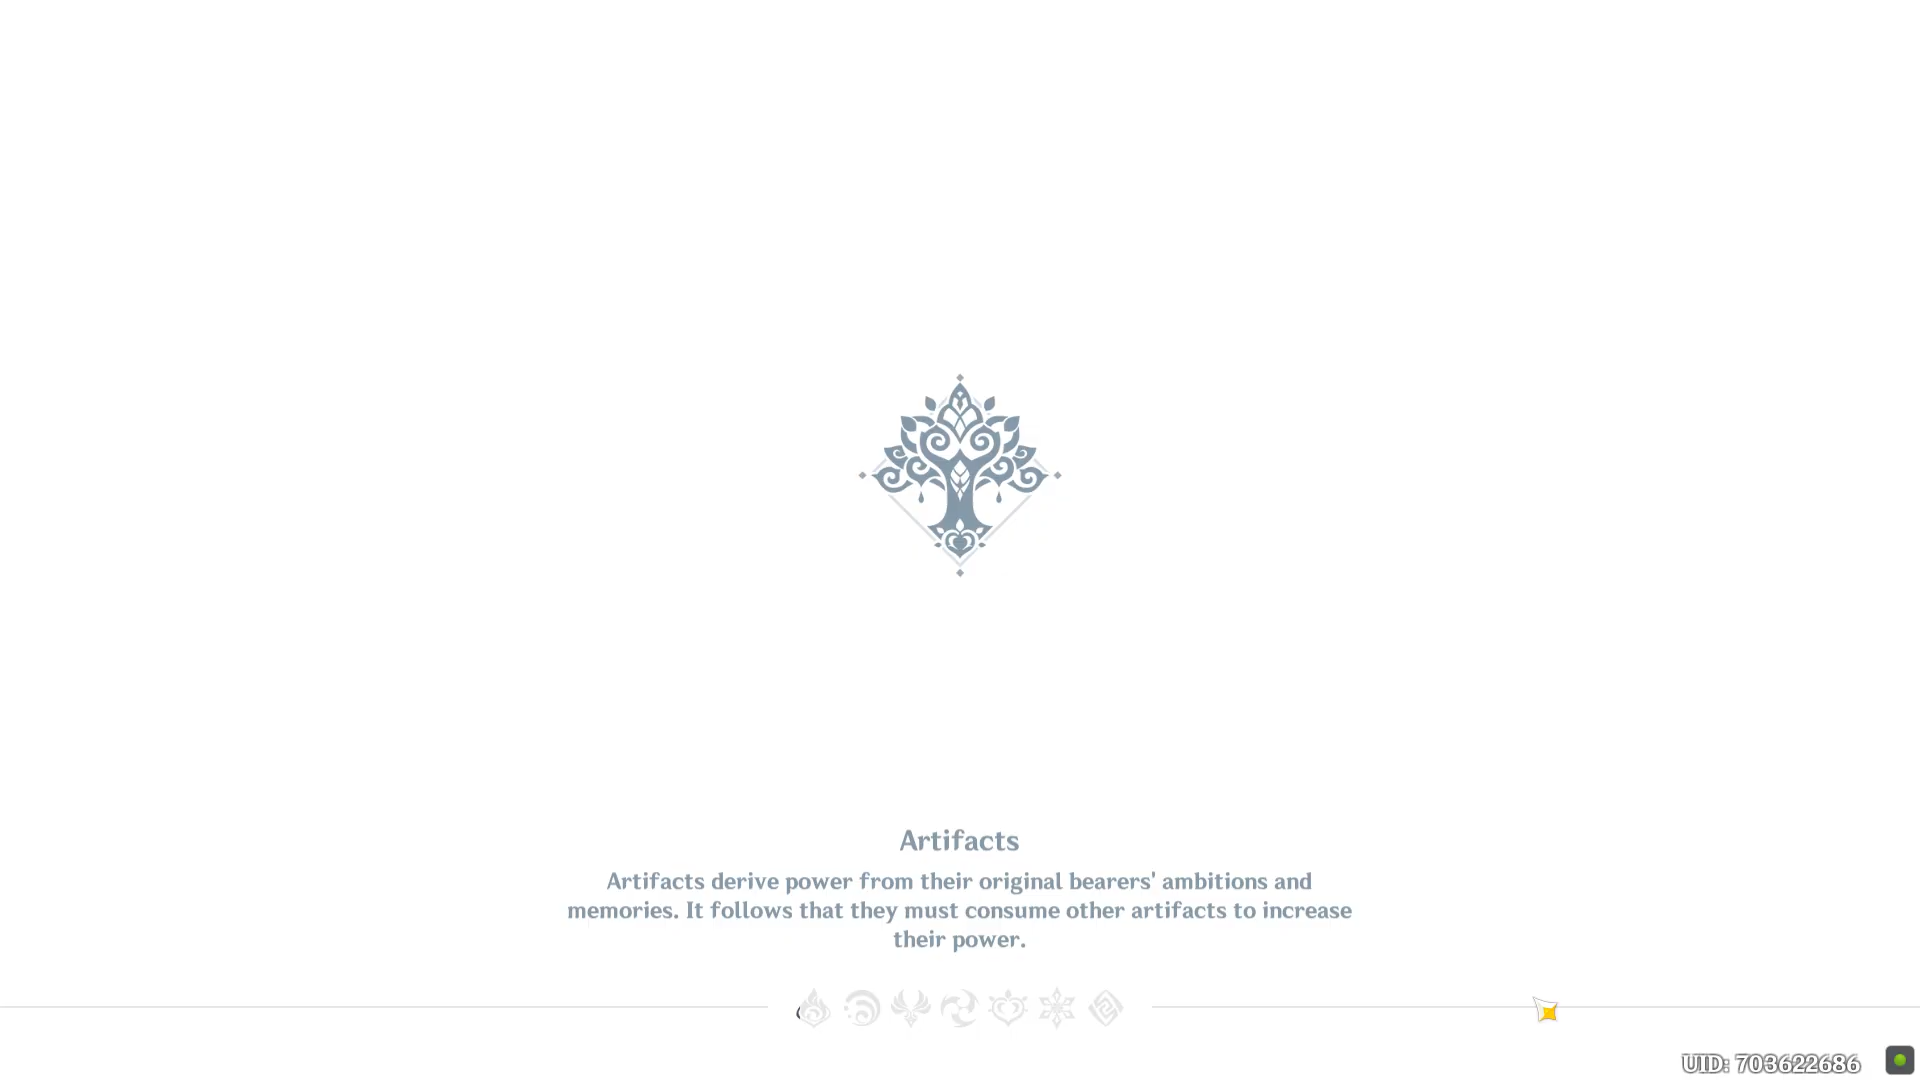 Artifacts
Artifacts derive power from their original bearers' ambitions and
memories. It follows that they must consume other artifacts to increase
their power.
UID: 703622686